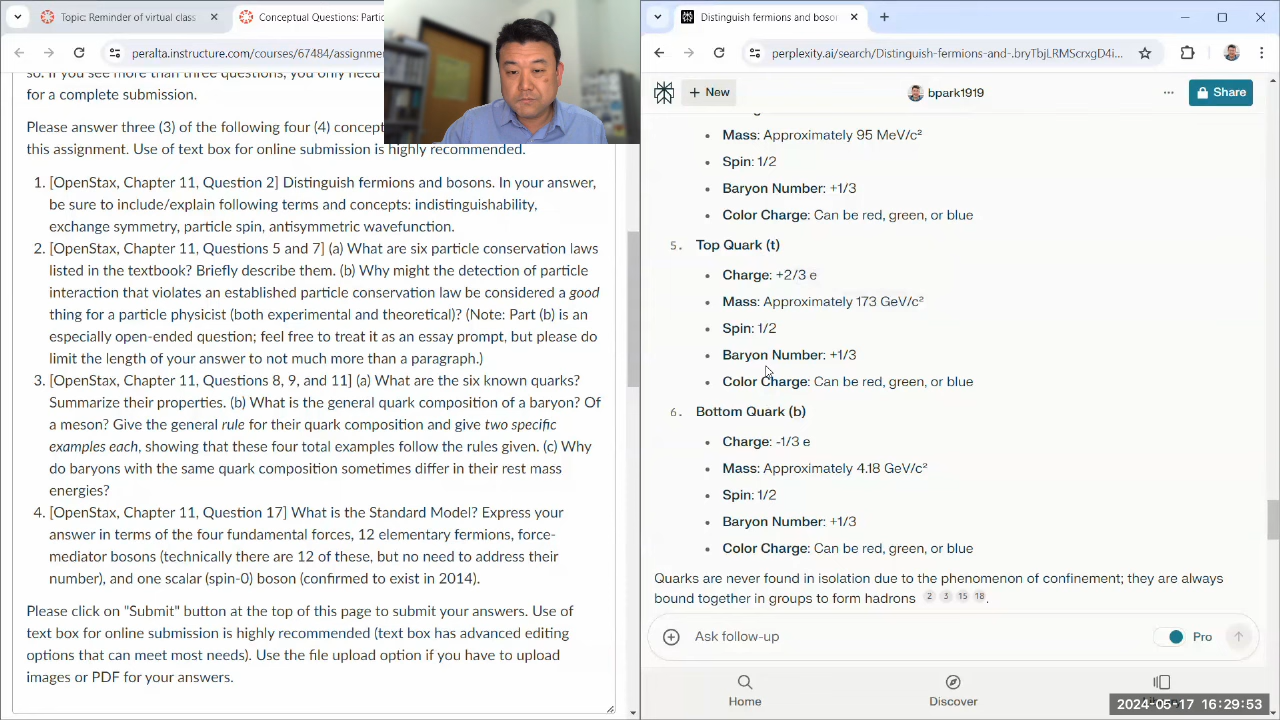 Topic Reminder of virtual class
Conceptual Questions: Partic
peralta.instructure.com/courses/67484/assignme
so. If you see more than three questions, you only need
for a complete submission.
Please answer three (3) of the following four (4) concept
this assignment. Use of text box for online submission is highly recommended.
1. [OpenStax, Chapter 11, Question 2] Distinguish fermions and bosons. In your answer,
be sure to include/explain following terms and concepts: indistinguishability,
exchange symmetry, particle spin, antisymmetric wavefunction.
2. [OpenStax, Chapter 11, Questions 5 and 7] (a) What are six particle conservation laws
listed in the textbook? Briefly describe them. (b) Why might the detection of particle
interaction that violates an established particle conservation law be considered a good
thing for a particle physicist (both experimental and theoretical)? (Note: Part (b) is an
especially open-ended question; feel free to treat it as an essay prompt, but please do
limit the length of your answer to not much more than a paragraph.)
3. [OpenStax, Chapter 11, Questions 8, 9, and 11] (a) What are the six known quarks?
Summarize their properties. (b) What is the general quark composition of a baryon? Of
a meson? Give the general rule for their quark composition and give two specific
examples each, showing that these four total examples follow the rules given. (c) Why
do baryons with the same quark composition sometimes differ in their rest mass
energies?
4. [OpenStax, Chapter 11, Question 17] What is the Standard Model? Express your
answer in terms of the four fundamental forces, 12 elementary fermions, force-
mediator bosons (technically there are 12 of these, but no need to address their
number), and one scalar (spin-0) boson (confirmed to exist in 2014).
Please click on "Submit" button at the top of this page to submit your answers. Use of
text box for online submission is highly recommended (text box has advanced editing
options that can meet most needs). Use the file upload option if you have to upload
images or PDF for your answers.
Distinguish fermions and boso
perplexity.ai/search/Distinguish-fermions-and-.bryTbjLRMScqgD4i...
New
bpark1919
Share
Mass: Approximately 95 MeV/c²
Spin: 1/2
Baryon Number: +1/3
Color Charge: Can be red, green, or blue
5. Top Quark (t)
Charge: +2/3 e
Mass: Approximately 173 GeV/c²
Spin: 1/2
Baryon Number: +1/3
Color Charge: Can be red, green, or blue
6. Bottom Quark (b)
Charge: -1/3 e
Mass: Approximately 4.18 GeV/c²
Spin: 1/2
Baryon Number: +1/3
Color Charge: Can be red, green, or blue
Quarks are never found in isolation due to the phenomenon of confinement; they are always
bound together in groups to form hadrons 2 3 15 18.
Ask follow-up
Pro
Home
Discover
2024-05-17 16:29:53